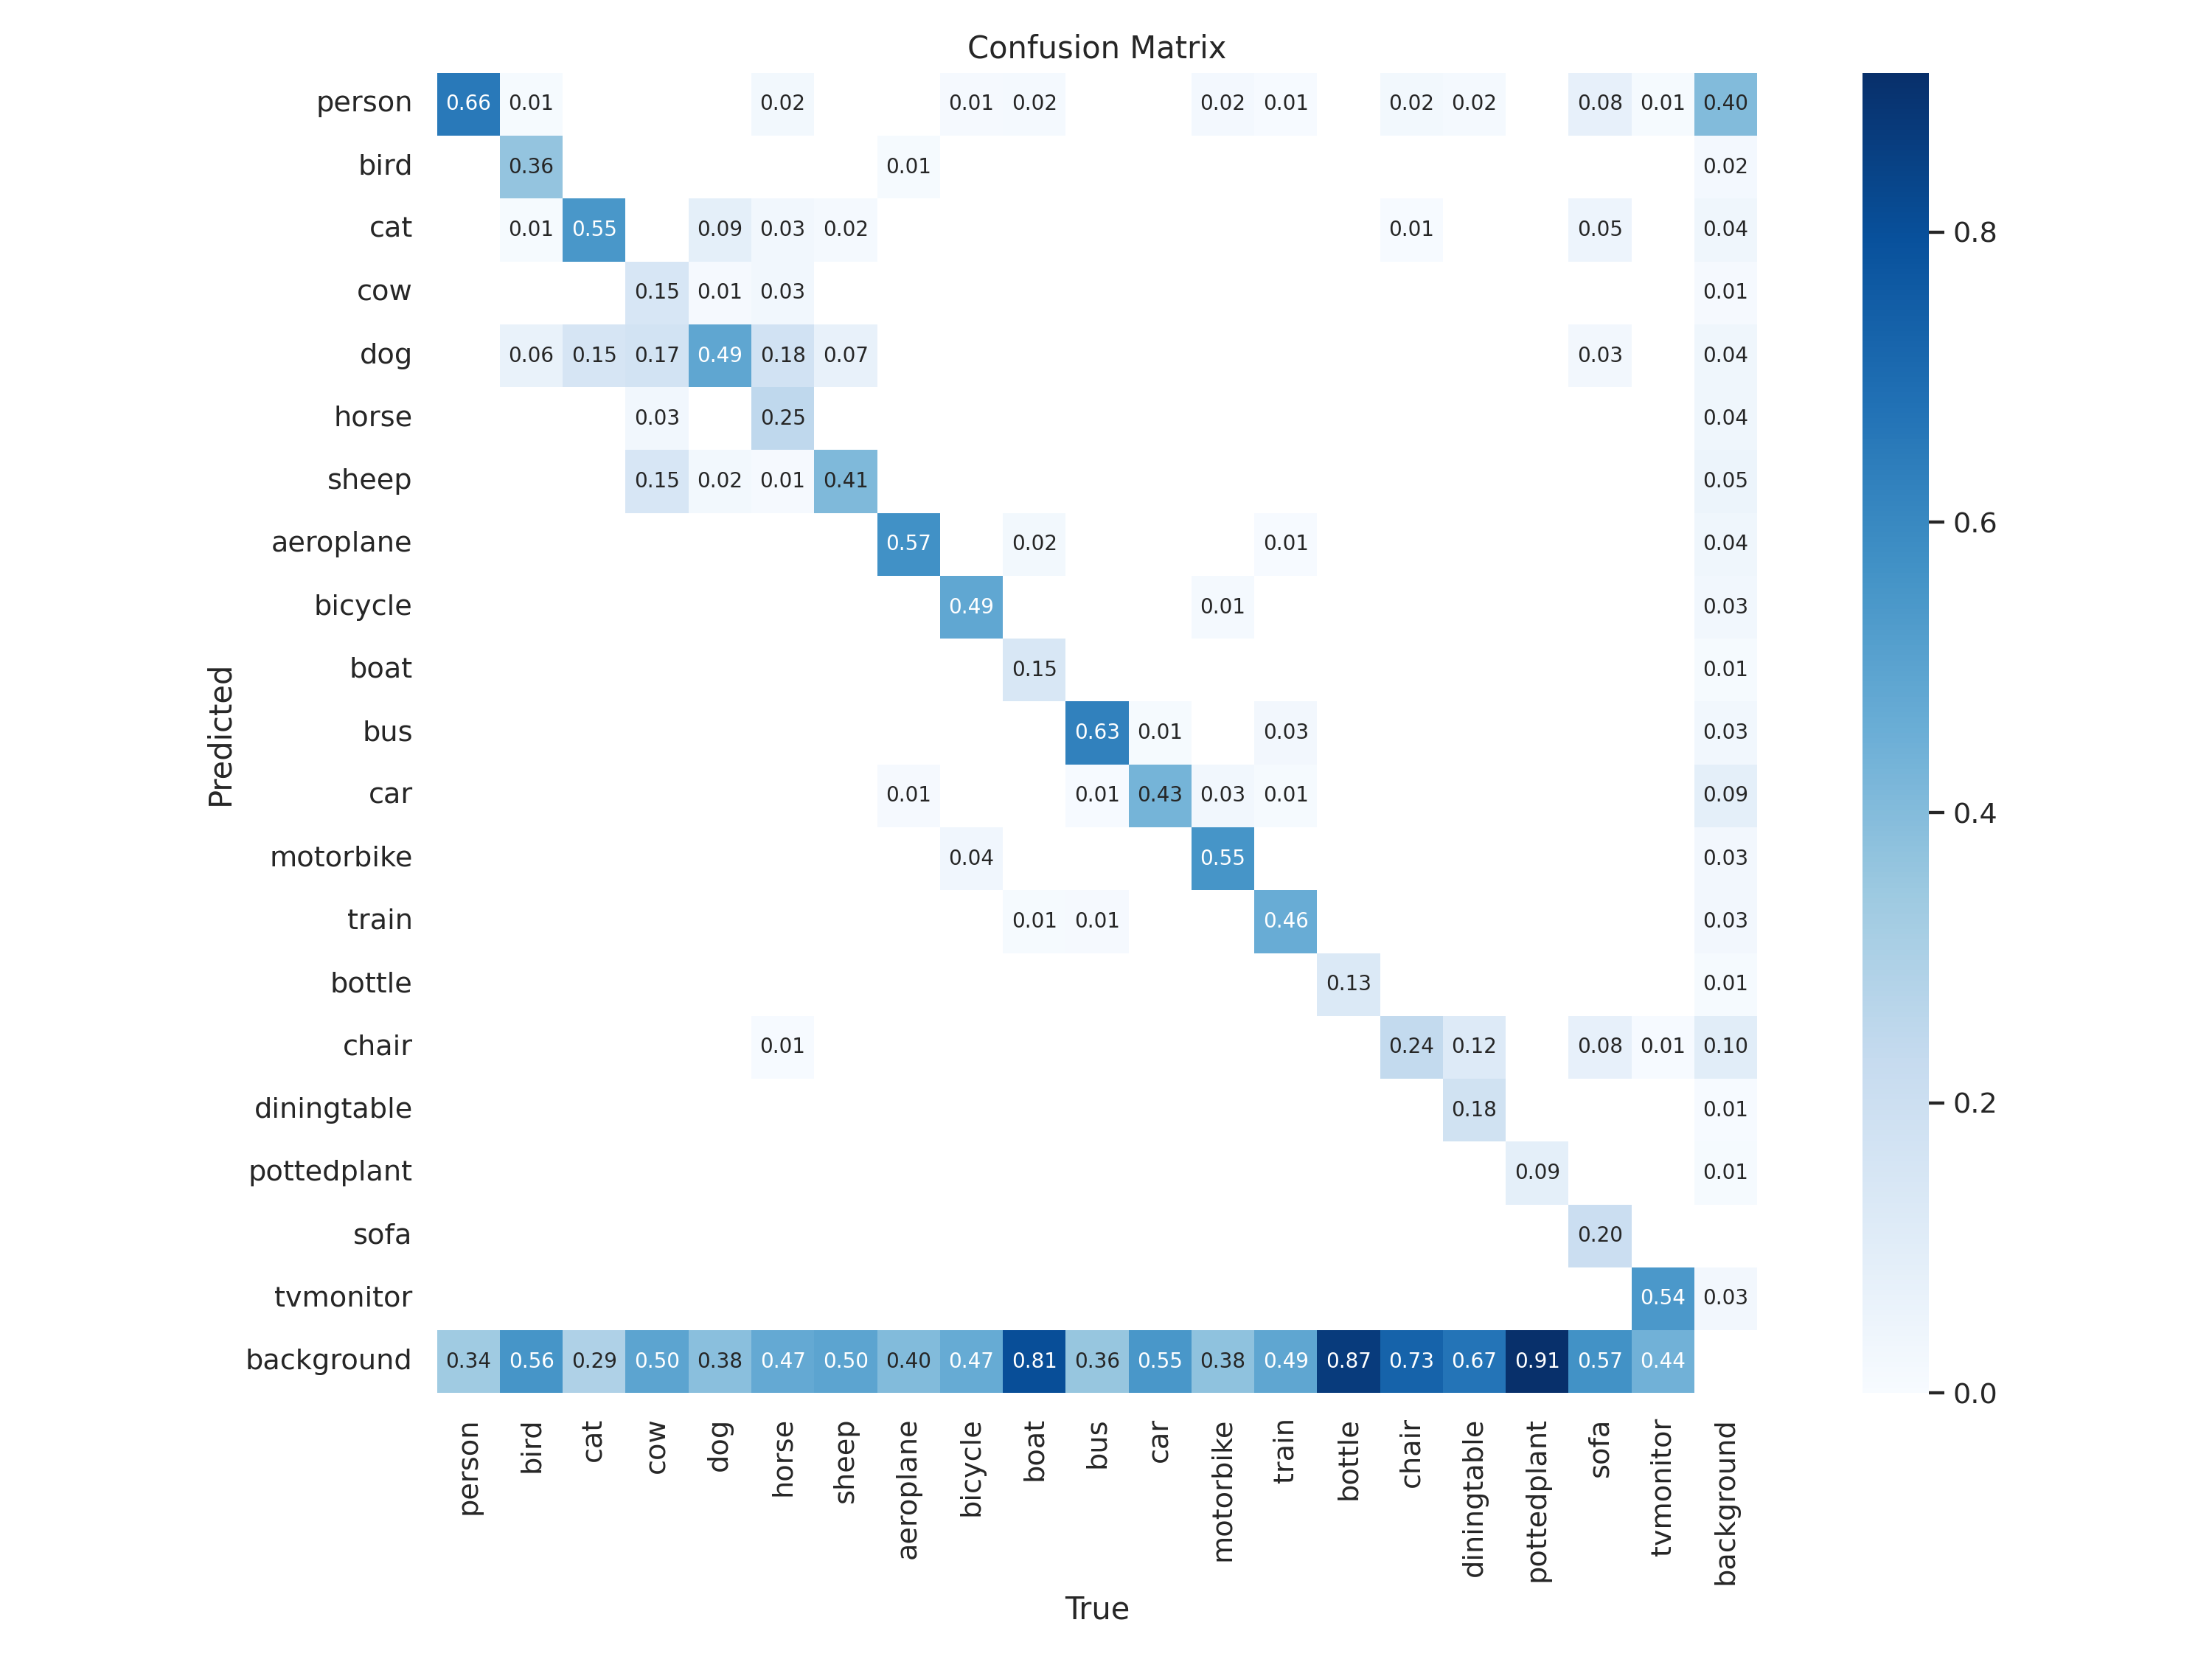 Confusion Matrix
person 0.66 0.01 0.02 0.01 0.02 0.02 0.01 0.02 0.02 0.08 0.01 0.40
bird 0.36 0.01 0.02
cat 0.01 0.55 0.09 0.03 0.02 0.01 0.05 0.04
0.8
cow 0.15 0.01 0.03 0.01
dog 0.06 0.15 0.17 0.49 0.18 0.07 0.03 0.04
horse 0.03 0.25 0.04
sheep 0.15 0.02 0.01 0.41 0.05
0.6
aeroplane 0.57 0.02 0.01 0.04
bicycle 0.49 0.01 0.03
boat 0.15 0.01
Predicted
bus 0.63 0.01 0.03 0.03
car 0.01 0.01 0.43 0.03 0.01 0.09
0.4
motorbike 0.04 0.55 0.03
train 0.01 0.01 0.46 0.03
bottle 0.13 0.01
chair 0.01 0.24 0.12 0.08 0.01 0.10
diningtable 0.18 0.01
0.2
pottedplant 0.09 0.01
sofa 0.20
tvmonitor 0.54 0.03
background 0.34 0.56 0.29 0.50 0.38 0.47 0.50 0.40 0.47 0.81 0.36 0.55 0.38 0.49 0.87 0.73 0.67 0.91 0.57 0.44
0.0
person bird cat cow dog horse sheep aeroplane bicycle boat bus car motorbike train bottle chair diningtable pottedplant sofa tvmonitor background
True